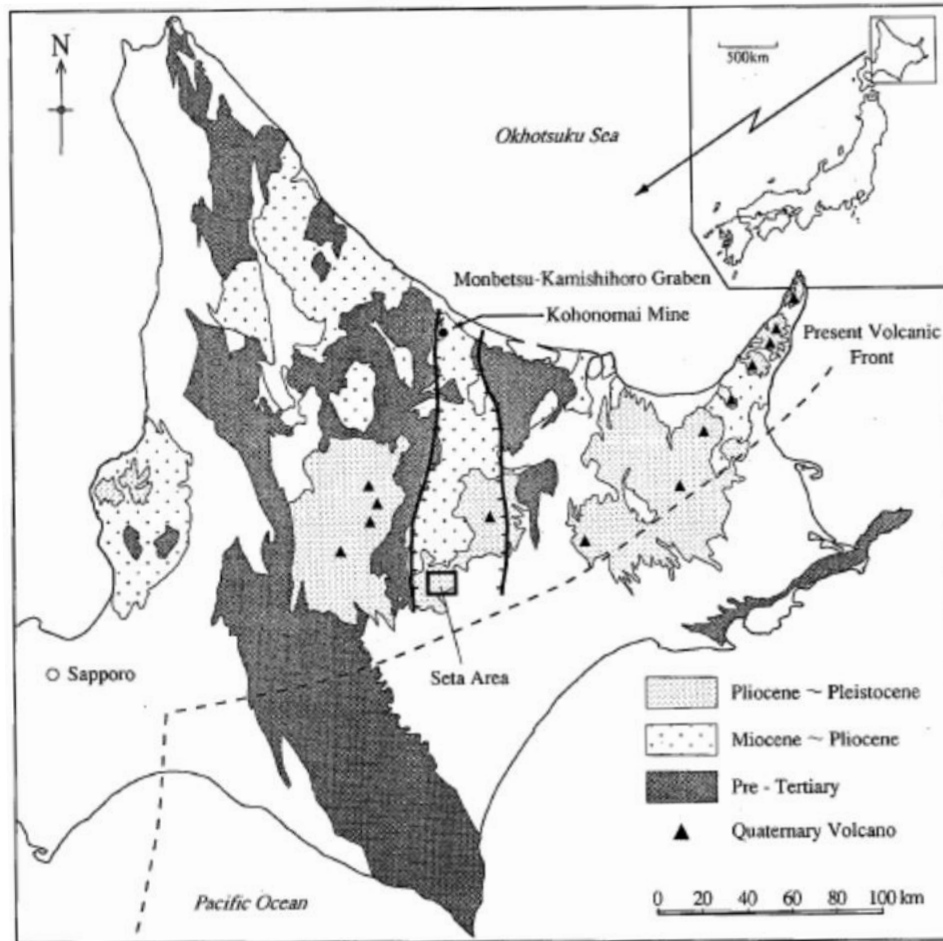 N
500km
Okhotsuku Sea
Monbetsu-Kamishihoro Graben
Kohonomai Mine
Present Volcanic
Front
Sapporo
Seta Area
Pliocene ~ Pleistocene
Miocene ~ Pliocene
Pre - Tertiary
Quaternary Volcano
Pacific Ocean
0 20 40 60 80 100 km